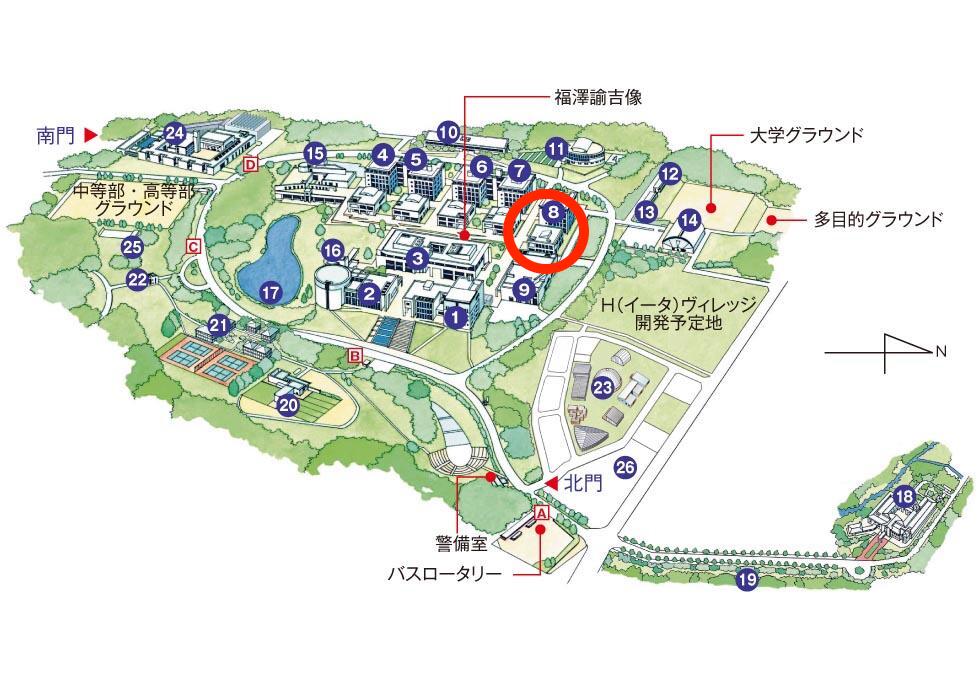 福澤諭吉像
南門
24
10
大学グラウンド
D
15
4
5
6
7
11
12
中等部・高等部
グラウンド
8
13
14
多目的グラウンド
25
C
16
3
22
17
2
9
1
H(イータ)ヴィレッジ
開発予定地
21
B
N
20
23
26
北門
18
A
警備室
バスロータリー
19